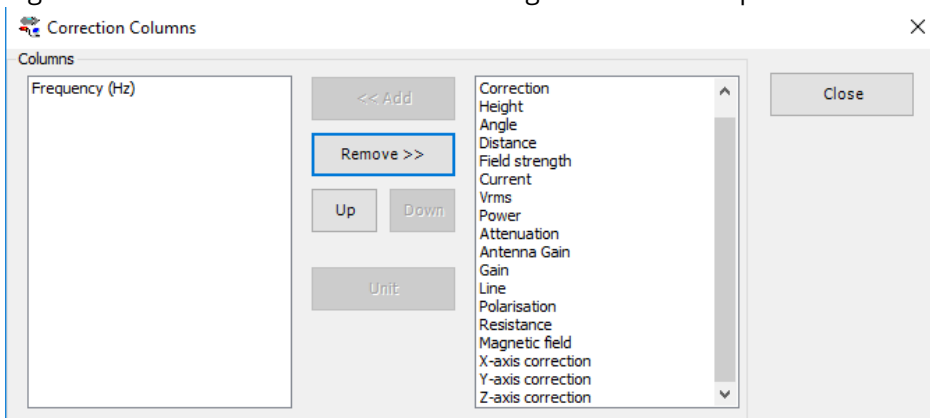 Correction Columns
Columns
Frequency (Hz)
<< Add
Remove >>
Up
Down
Unit
Correction
Height
Angle
Distance
Field strength
Current
Vrms
Power
Attenuation
Antenna Gain
Gain
Line
Polarisation
Resistance
Magnetic field
X-axis correction
Y-axis correction
Z-axis correction
Close